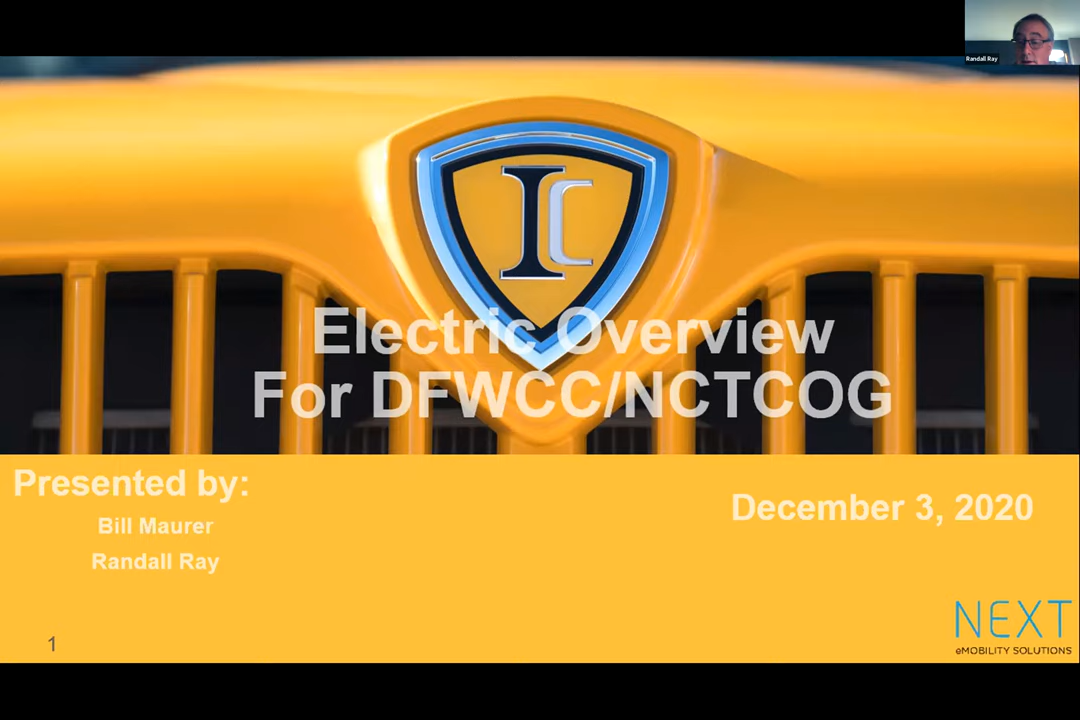 Randall Ray
IC
Electric Overview
For DFWCC/NCTCOG
Presented by:
Bill Maurer
Randall Ray
December 3, 2020
1
NEXT
eMOBILITY SOLUTIONS